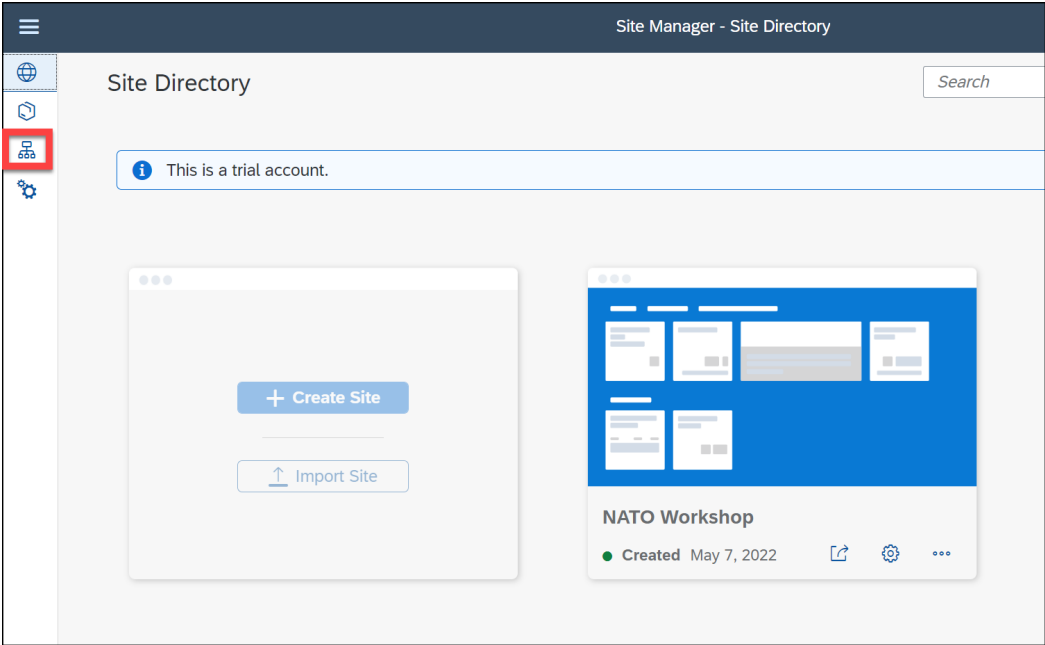 Site Manager - Site Directory
Site Directory
Search
This is a trial account.
Create Site
Import Site
NATO Workshop
Created May 7, 2022